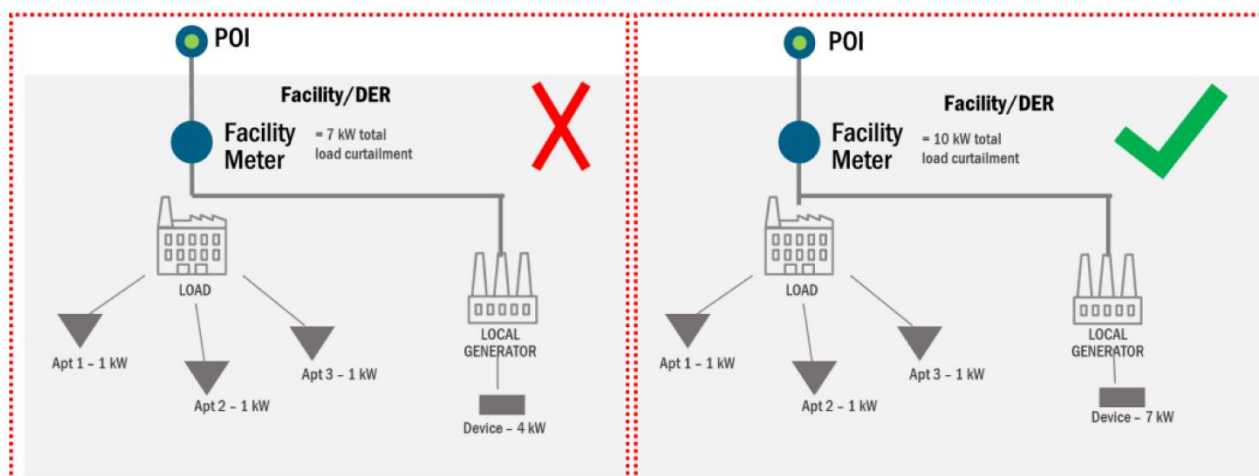 POI
Facility/DER
Facility
Meter
= 7 kW total
load curtailment
LOAD
Apt 1 – 1 kW
Apt 2 – 1 kW
Apt 3 – 1 kW
LOCAL
GENERATOR
Device – 4 kW
POI
Facility/DER
Facility
Meter
= 10 kW total
load curtailment
LOAD
Apt 1 – 1 kW
Apt 2 – 1 kW
Apt 3 – 1 kW
LOCAL
GENERATOR
Device – 7 kW